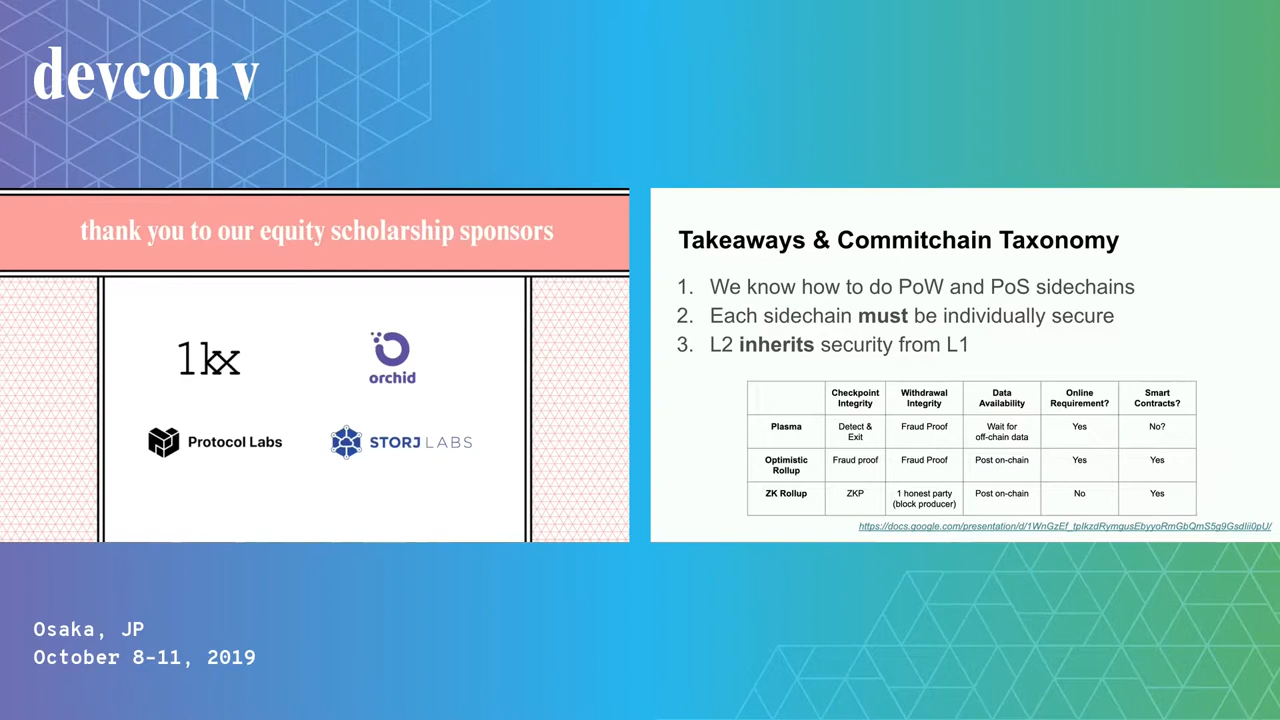 devcon v
thank you to our equity scholarship sponsors
1kx
orchid
Protocol Labs
STORJ LABS
Takeaways & Commitchain Taxonomy
1. We know how to do PoW and PoS sidechains
2. Each sidechain must be individually secure
3. L2 inherits security from L1
Checkpoint Integrity Withdrawal Integrity Data Availability Online Requirement? Smart Contracts?
Plasma Detect & Exit Fraud Proof Wait for off-chain data Yes No?
Optimistic Rollup Fraud proof Fraud Proof Post on-chain Yes Yes
ZK Rollup ZKP 1 honest party (block producer) Post on-chain No Yes
Osaka, JP
October 8-11, 2019